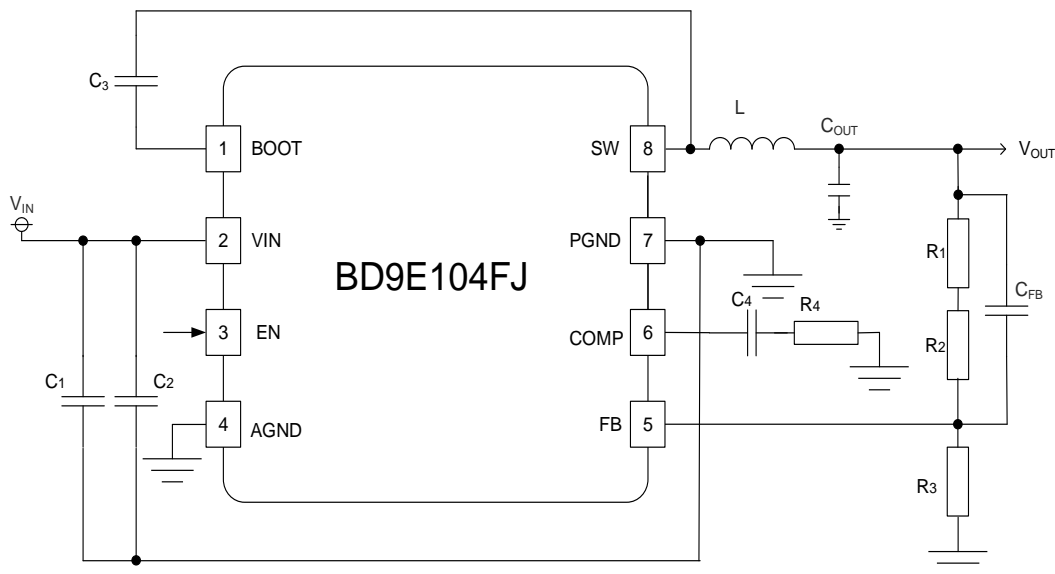 C3
L
COUT
1 BOOT
SW 8
VOUT
VIN
2 VIN
PGND 7
R1
BD9E104FJ
C4
R4
CFB
3 EN
COMP 6
R2
C1
C2
4 AGND
FB 5
R3